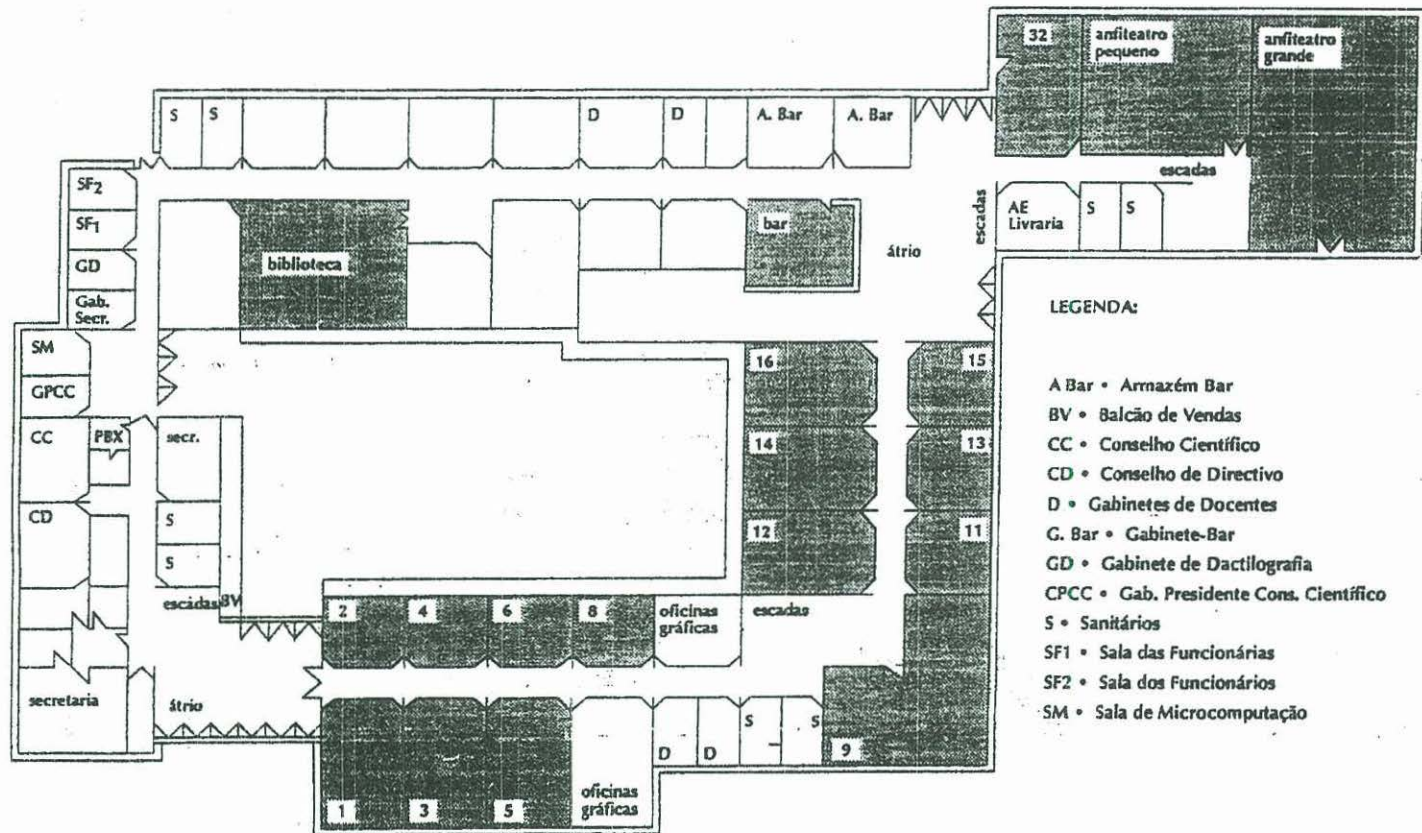 32
anfiteatro
pequeno
anfiteatro
grande
S
S
D
D
A. Bar
A. Bar
escadas
SF2
SF1
GD
Gab.
Secr.
biblioteca
bar
átrio
escadas
AE
Livraria
S
S
SM
GPCC
CC
PBX
secr.
CD
S
S
escadas
BV
secretaria
átrio
16
15
14
13
12
11
2
4
6
8
oficinas
gráficas
escadas
1
3
5
oficinas
gráficas
D
D
S
S
9
LEGENDA:
A Bar • Armazém Bar
BV • Balcão de Vendas
CC • Conselho Científico
CD • Conselho de Directivo
D • Gabinetes de Docentes
G. Bar • Gabinete-Bar
GD • Gabinete de Dactilografia
CPCC • Gab. Presidente Cons. Científico
S • Sanitários
SF1 • Sala das Funcionárias
SF2 • Sala dos Funcionários
SM • Sala de Microcomputação